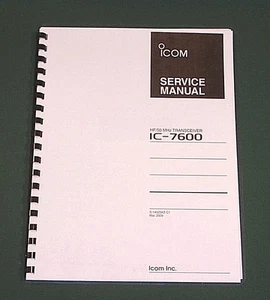 ICOM
SERVICE
MANUAL
HF/50 MHz TRANSCEIVER
IC-7600
Icom Inc.